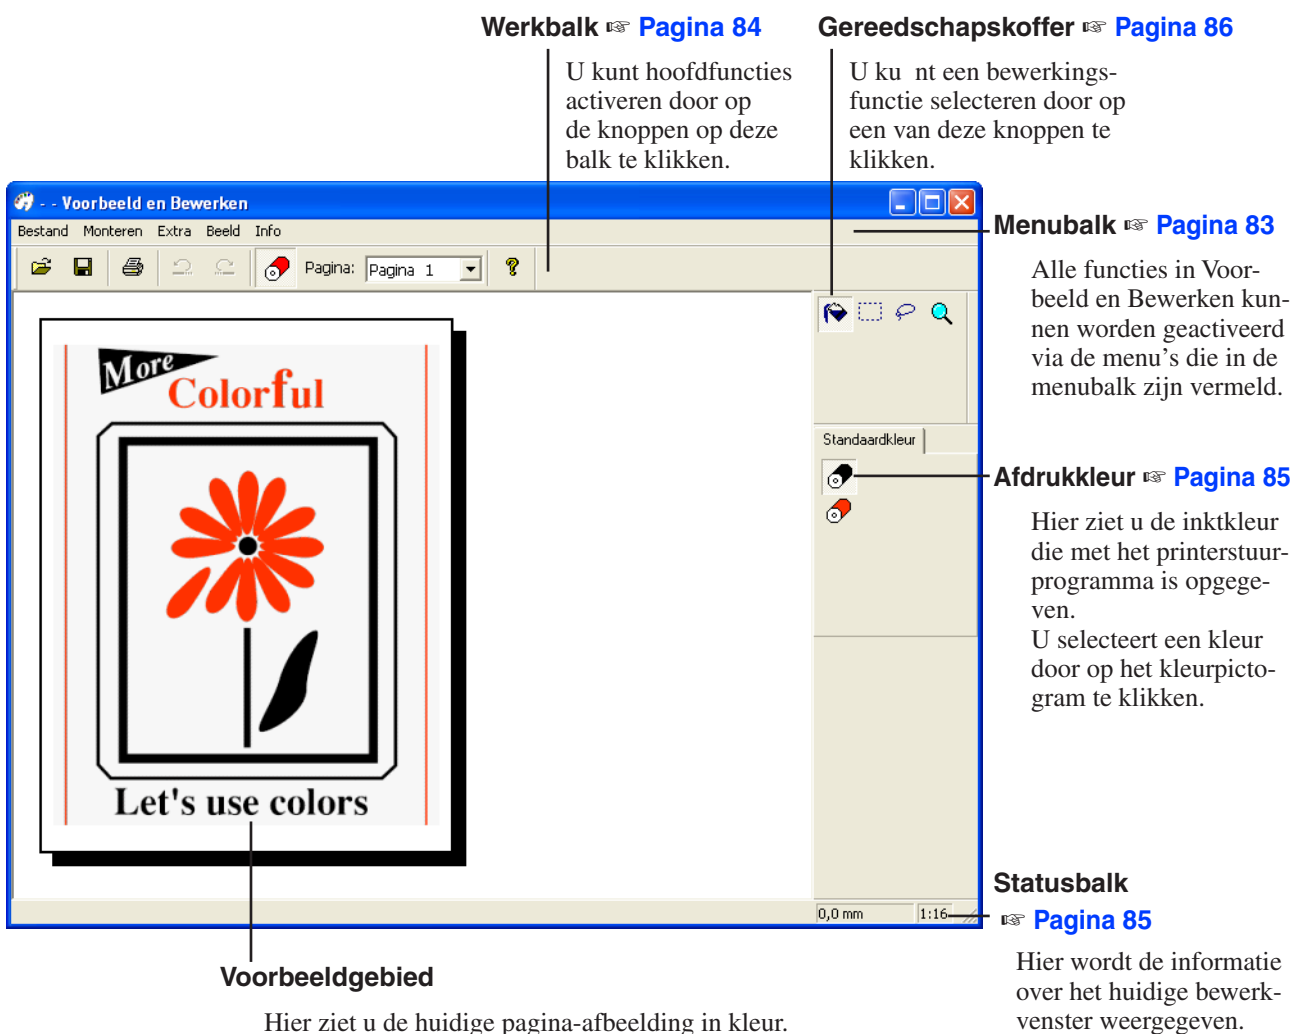 Werkbalk ☞ Pagina 84
U kunt hoofdfuncties
activeren door op
de knoppen op deze
balk te klikken.
Gereedschapskoffer ☞ Pagina 86
U ku nt een bewerkings-
functie selecteren door op
een van deze knoppen te
klikken.
- - Voorbeeld en Bewerken
Bestand Monteren Extra Beeld Info
Pagina: Pagina 1
Menubalk ☞ Pagina 83
Alle functies in Voor-
beeld en Bewerken kun-
nen worden geactiveerd
via de menu's die in de
menubalk zijn vermeld.
More
Colorful
Let's use colors
Standaardkleur
Afdrukkleur ☞ Pagina 85
Hier ziet u de inktkleur
die met het printerstuur-
programma is opgege-
ven.
U selecteert een kleur
door op het kleurpicto-
gram te klikken.
0,0 mm 1:16
Statusbalk
☞ Pagina 85
Hier wordt de informatie
over het huidige bewerk-
venster weergegeven.
Voorbeeldgebied
Hier ziet u de huidige pagina-afbeelding in kleur.